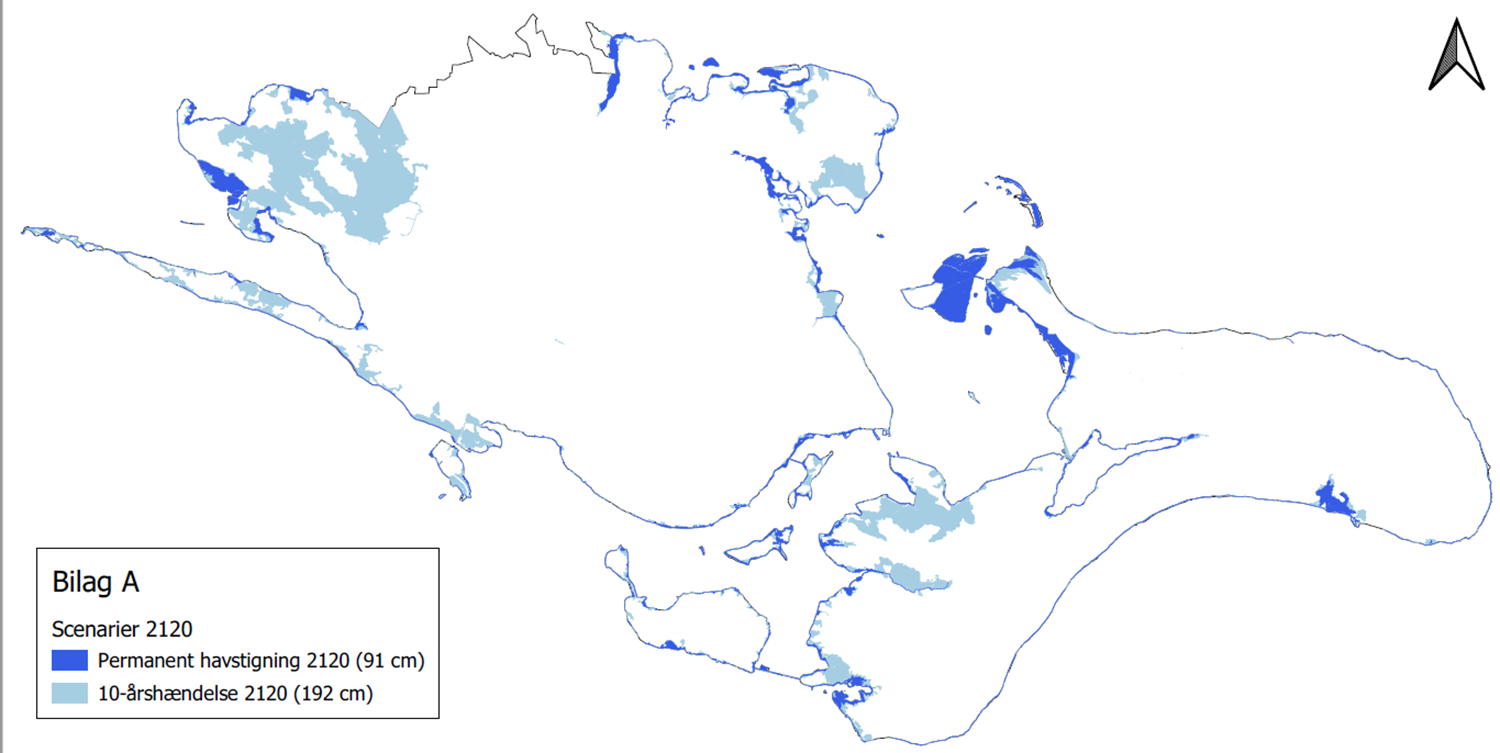 Bilag A
Scenarier 2120
Permanent havstigning 2120 (91 cm)
10-årshændelse 2120 (192 cm)